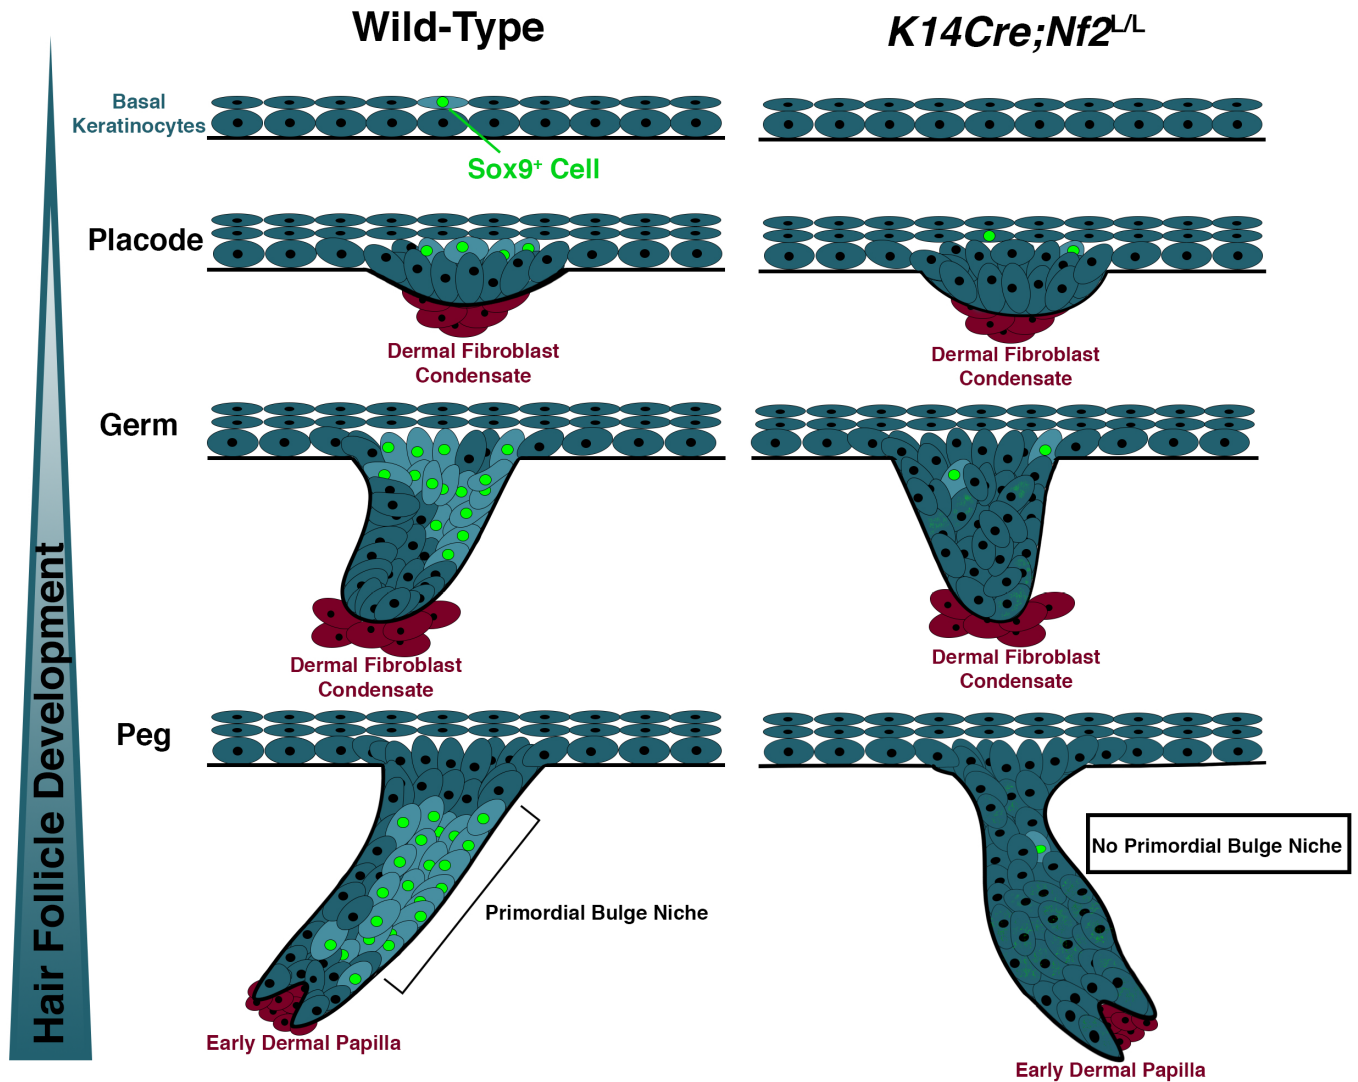 Wild-Type
K14Cre;Nf2L/L
Basal
Keratinocytes
Sox9+ Cell
Placode
Dermal Fibroblast
Condensate
Dermal Fibroblast
Condensate
Germ
Dermal Fibroblast
Condensate
Dermal Fibroblast
Condensate
Peg
Primordial Bulge Niche
No Primordial Bulge Niche
Early Dermal Papilla
Early Dermal Papilla
Hair Follicle Development